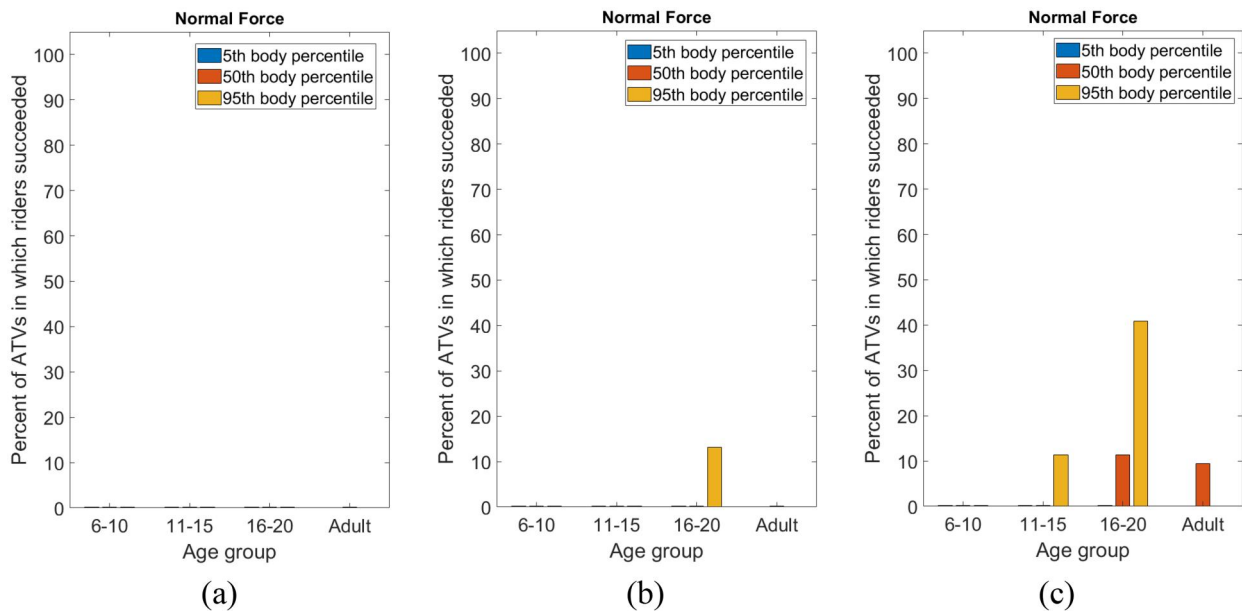 Normal Force
5th body percentile
50th body percentile
95th body percentile
Percent of ATVs in which riders succeeded
100
90
80
70
60
50
40
30
20
10
0
6-10 11-15 16-20 Adult
Age group
(a)
Normal Force
5th body percentile
50th body percentile
95th body percentile
Percent of ATVs in which riders succeeded
100
90
80
70
60
50
40
30
20
10
0
6-10 11-15 16-20 Adult
Age group
(b)
Normal Force
5th body percentile
50th body percentile
95th body percentile
Percent of ATVs in which riders succeeded
100
90
80
70
60
50
40
30
20
10
0
6-10 11-15 16-20 Adult
Age group
(c)